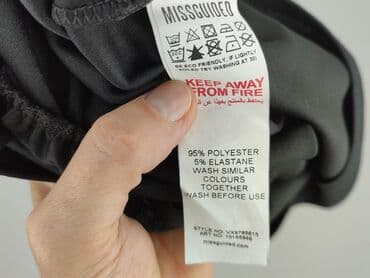 MISSGUIDED
BE ECO FRIENDLY, IF LIGHTLY
SOILED TRY WASHING AT 30!
KEEP AWAY
FROM FIRE
95% POLYESTER
5% ELASTANE
WASH SIMILAR
COLOURS
TOGETHER
WASH BEFORE USE
missguided.com